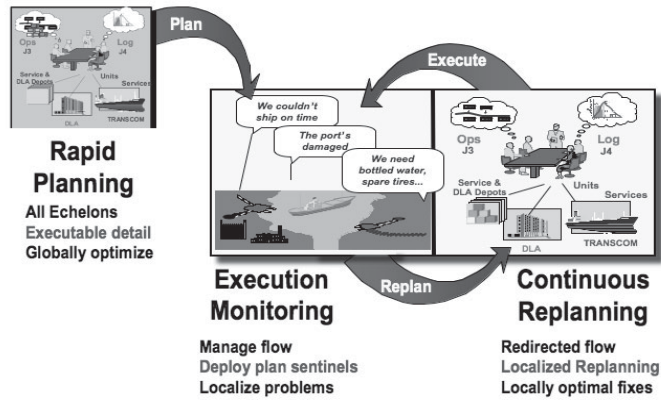 Ops
J3
Log
J4
Service &
DLA Depots
Units
Services
DLA
TRANSCOM
Plan
Rapid
Planning
All Echelons
Executable detail
Globally optimize
We couldn't
ship on time
The port's
damaged
We need
bottled water,
spare tires...
Execute
Ops
J3
Log
J4
Service &
DLA Depots
Units
Services
DLA
TRANSCOM
Replan
Execution
Monitoring
Manage flow
Deploy plan sentinels
Localize problems
Continuous
Replanning
Redirected flow
Localized Replanning
Locally optimal fixes